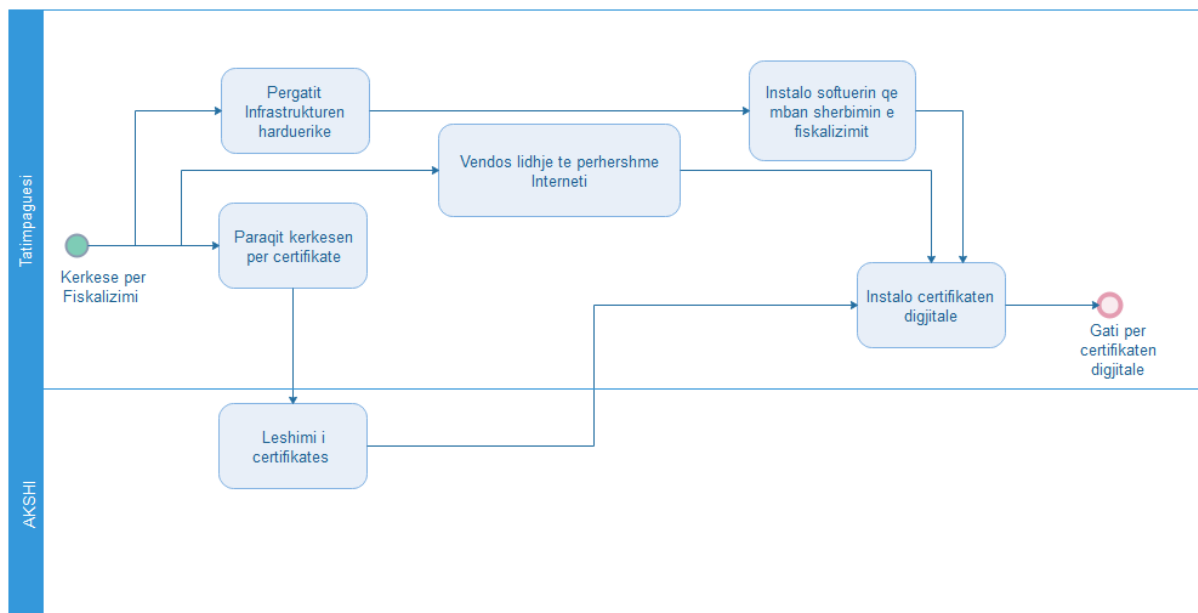 Tatimpaguesi
Pergatit
Infrastrukturen
harduerike
Instalo softuerin qe
mban sherbimin e
fiskalizimit
Vendos lidhje te perhershme
Interneti
Kerkese per
Fiskalizimi
Paraqit kerkesen
per certifikate
Instalo certifikaten
digjitale
Gati per
certifikaten
digjitale
AKSHI
Leshimi i
certifikates